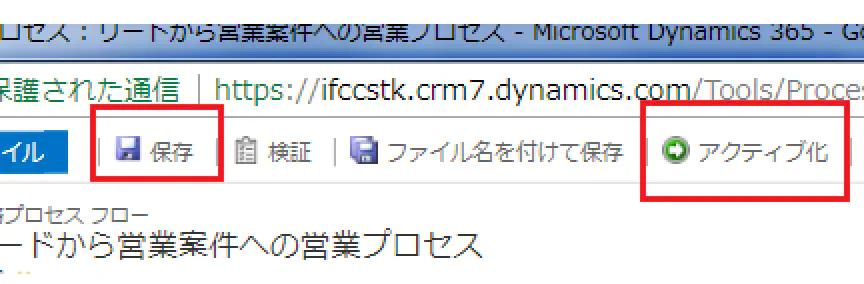 ロセス : リードから営業案件への営業プロセス - Microsoft Dynamics 365 - Go
保護された通信 | https://ifccstk.crm7.dynamics.com/Tools/Proces
イル | 保存 | 検証 | ファイル名を付けて保存 | アクティブ化
プロセス フロー
ードから営業案件への営業プロセス